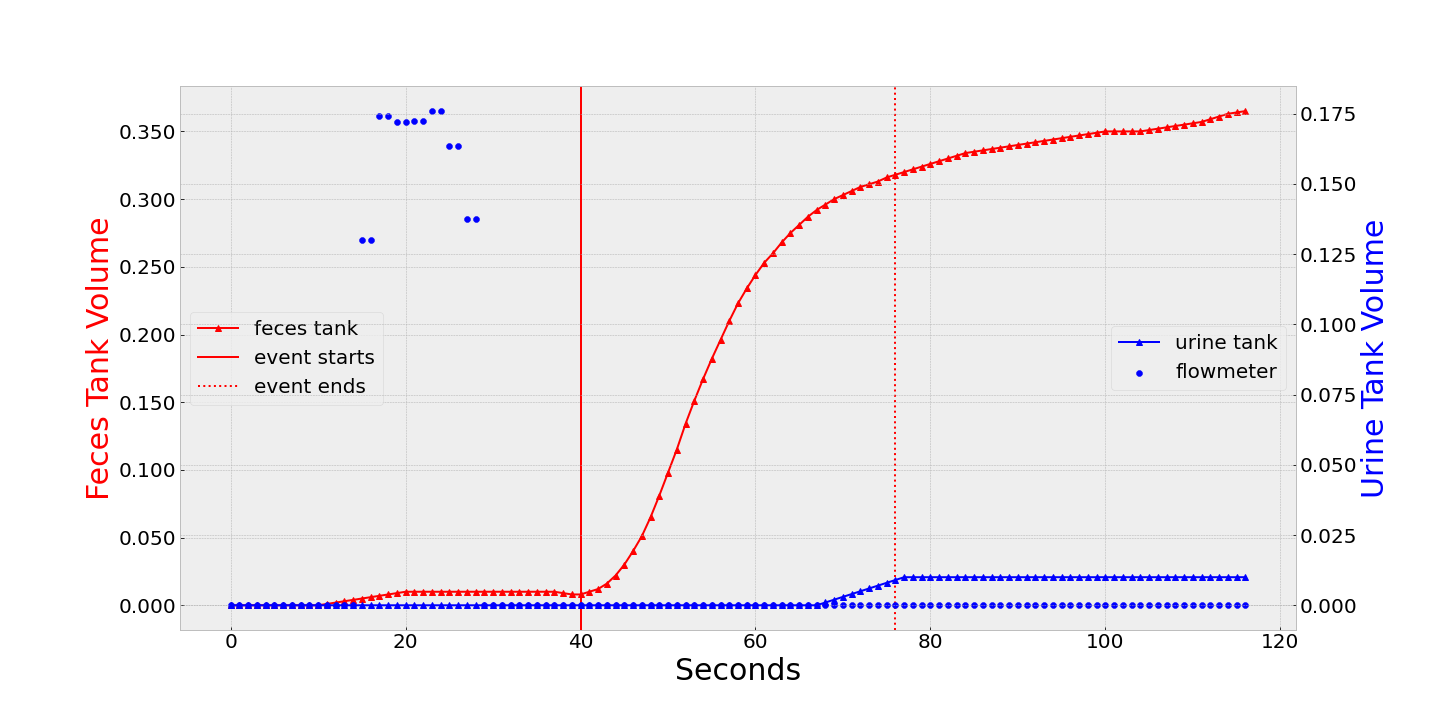 Feces Tank Volume
0.350
0.300
0.250
0.200
0.150
0.100
0.050
0.000
feces tank
event starts
event ends
urine tank
flowmeter
0.175
0.150
0.125
0.100
0.075
0.050
0.025
0.000
Urine Tank Volume
0 20 40 60 80 100 120
Seconds